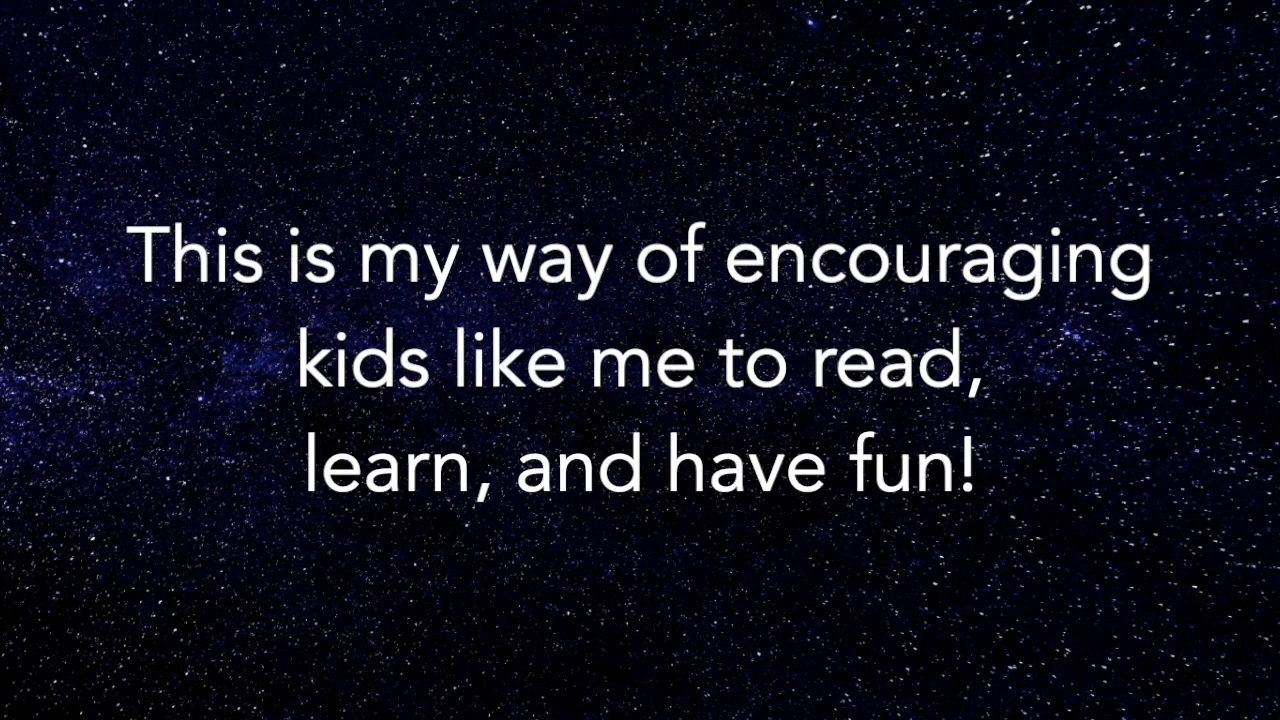 This is my way of encouraging
kids like me to read,
learn, and have fun!